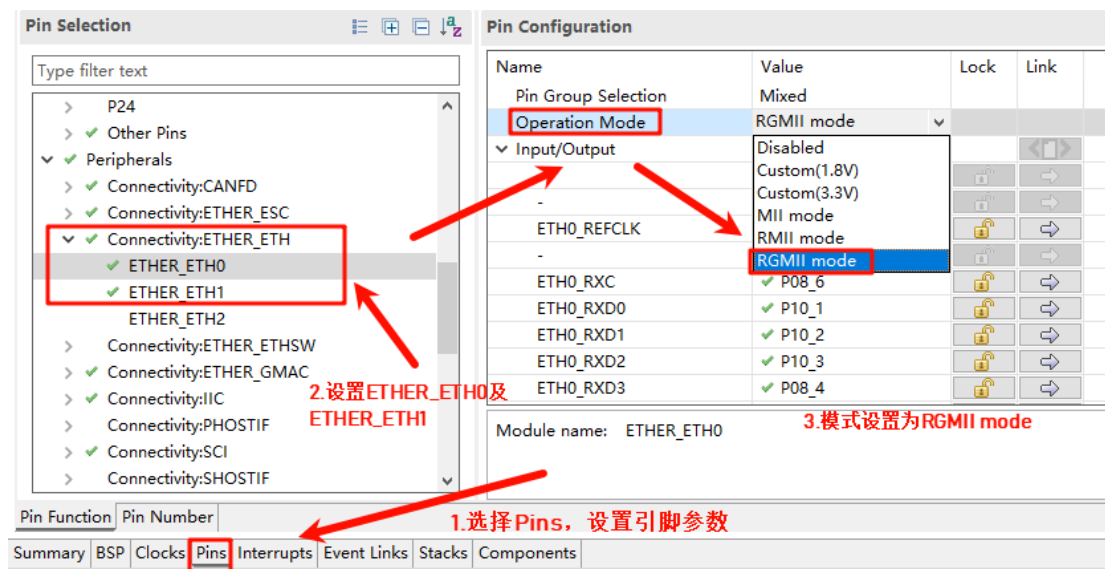 Pin Selection
Type filter text
P24
Other Pins
Peripherals
Connectivity:CANFD
Connectivity:ETHER_ESC
Connectivity:ETHER_ETH
ETHER_ETH0
ETHER_ETH1
ETHER_ETH2
Connectivity:ETHER_ETHSW
Connectivity:ETHER_GMAC
Connectivity:IIC
Connectivity:PHOSTIF
Connectivity:SCI
Connectivity:SHOSTIF
2.设置ETHER_ETH0及
ETHER_ETH1
Pin Function Pin Number
Pin Configuration
Name Value Lock Link
Pin Group Selection Mixed
Operation Mode RGMII mode
Input/Output
Disabled
Custom(1.8V)
Custom(3.3V)
MII mode
RMII mode
RGMII mode
-
ETH0_REFCLK
-
ETH0_RXC P08_6
ETH0_RXD0 P10_1
ETH0_RXD1 P10_2
ETH0_RXD2 P10_3
ETH0_RXD3 P08_4
3.模式设置为RGMII mode
Module name: ETHER_ETH0
1.选择Pins，设置引脚参数
Summary BSP Clocks Pins Interrupts Event Links Stacks Components